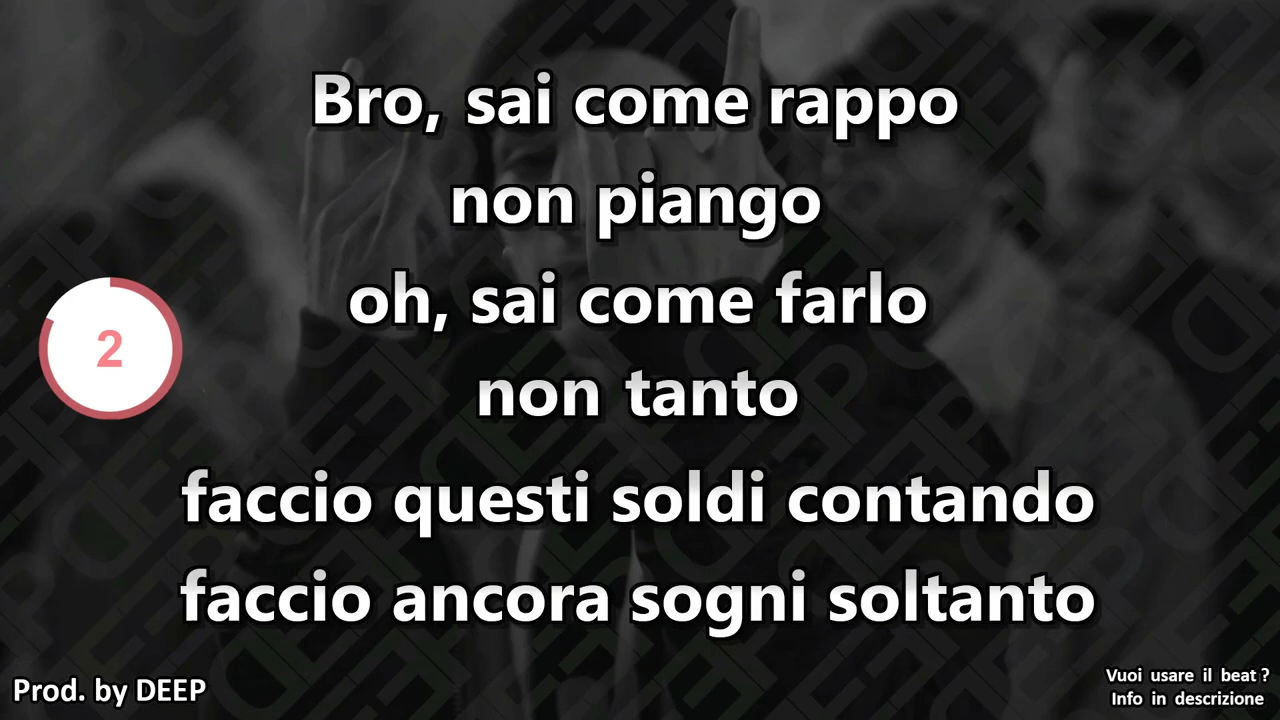 Bro, sai come rappo
non piango
oh, sai come farlo
non tanto
2
faccio questi soldi contando
faccio ancora sogni soltanto
Prod. by DEEP
Vuoi usare il beat ?
Info in descrizione